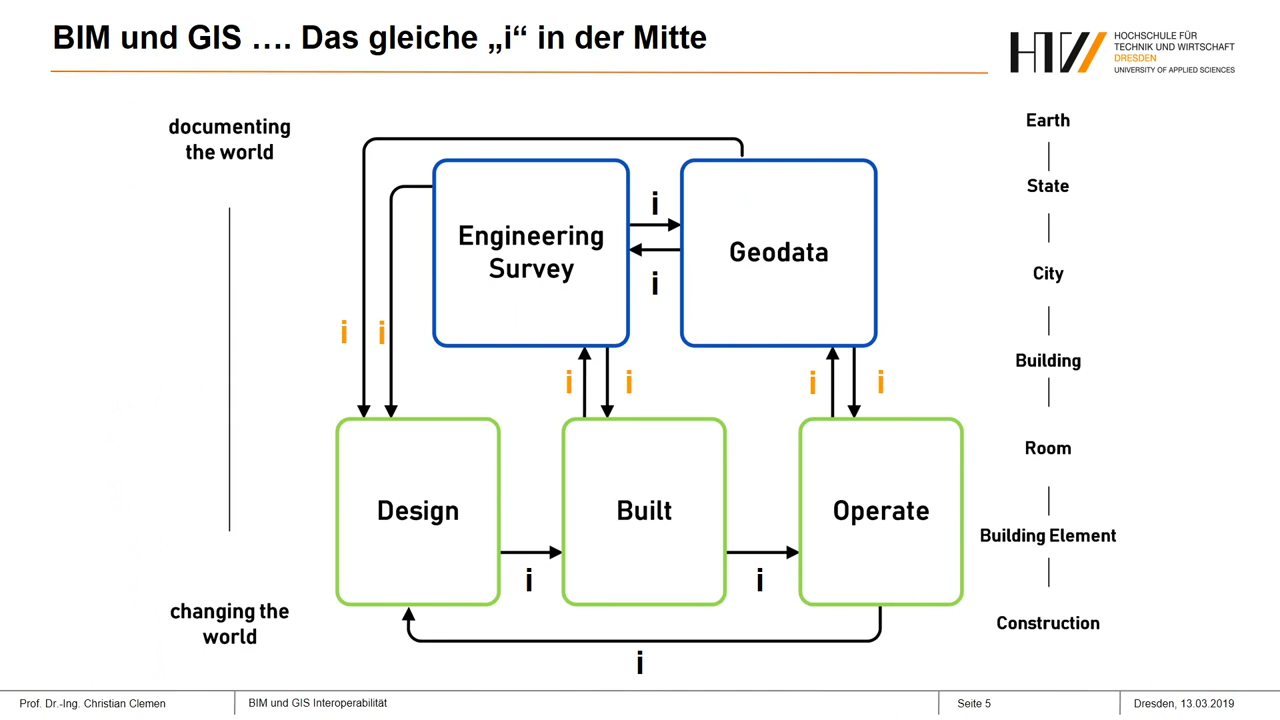 BIM und GIS .... Das gleiche „i“ in der Mitte
HOCHSCHULE FÜR
TECHNIK UND WIRTSCHAFT
DRESDEN
UNIVERSITY OF APPLIED SCIENCES
documenting
the world
changing the
world
Engineering
Survey
i
i
Geodata
i
i
i
i
i
i
Design
i
Built
i
Operate
i
Earth
State
City
Building
Room
Building Element
Construction
Prof. Dr.-Ing. Christian Clemen
BIM und GIS Interoperabilität
Seite 5
Dresden, 13.03.2019